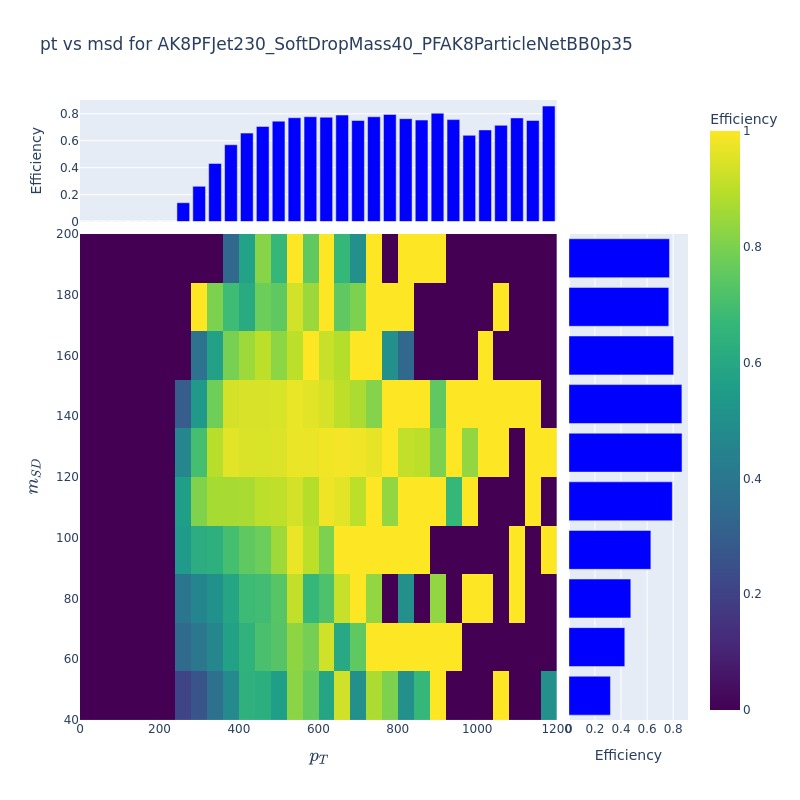 pt vs msd for AK8PFJet230_SoftDropMass40_PFAK8ParticleNetBB0p35
Efficiency
0.8
0.6
0.4
0.2
0
Efficiency
1
0.8
0.6
0.4
0.2
0
200
180
160
140
120
100
80
60
40
m_SD
0 200 400 600 800 1000 1200
p_T
0 0.2 0.4 0.6 0.8
Efficiency